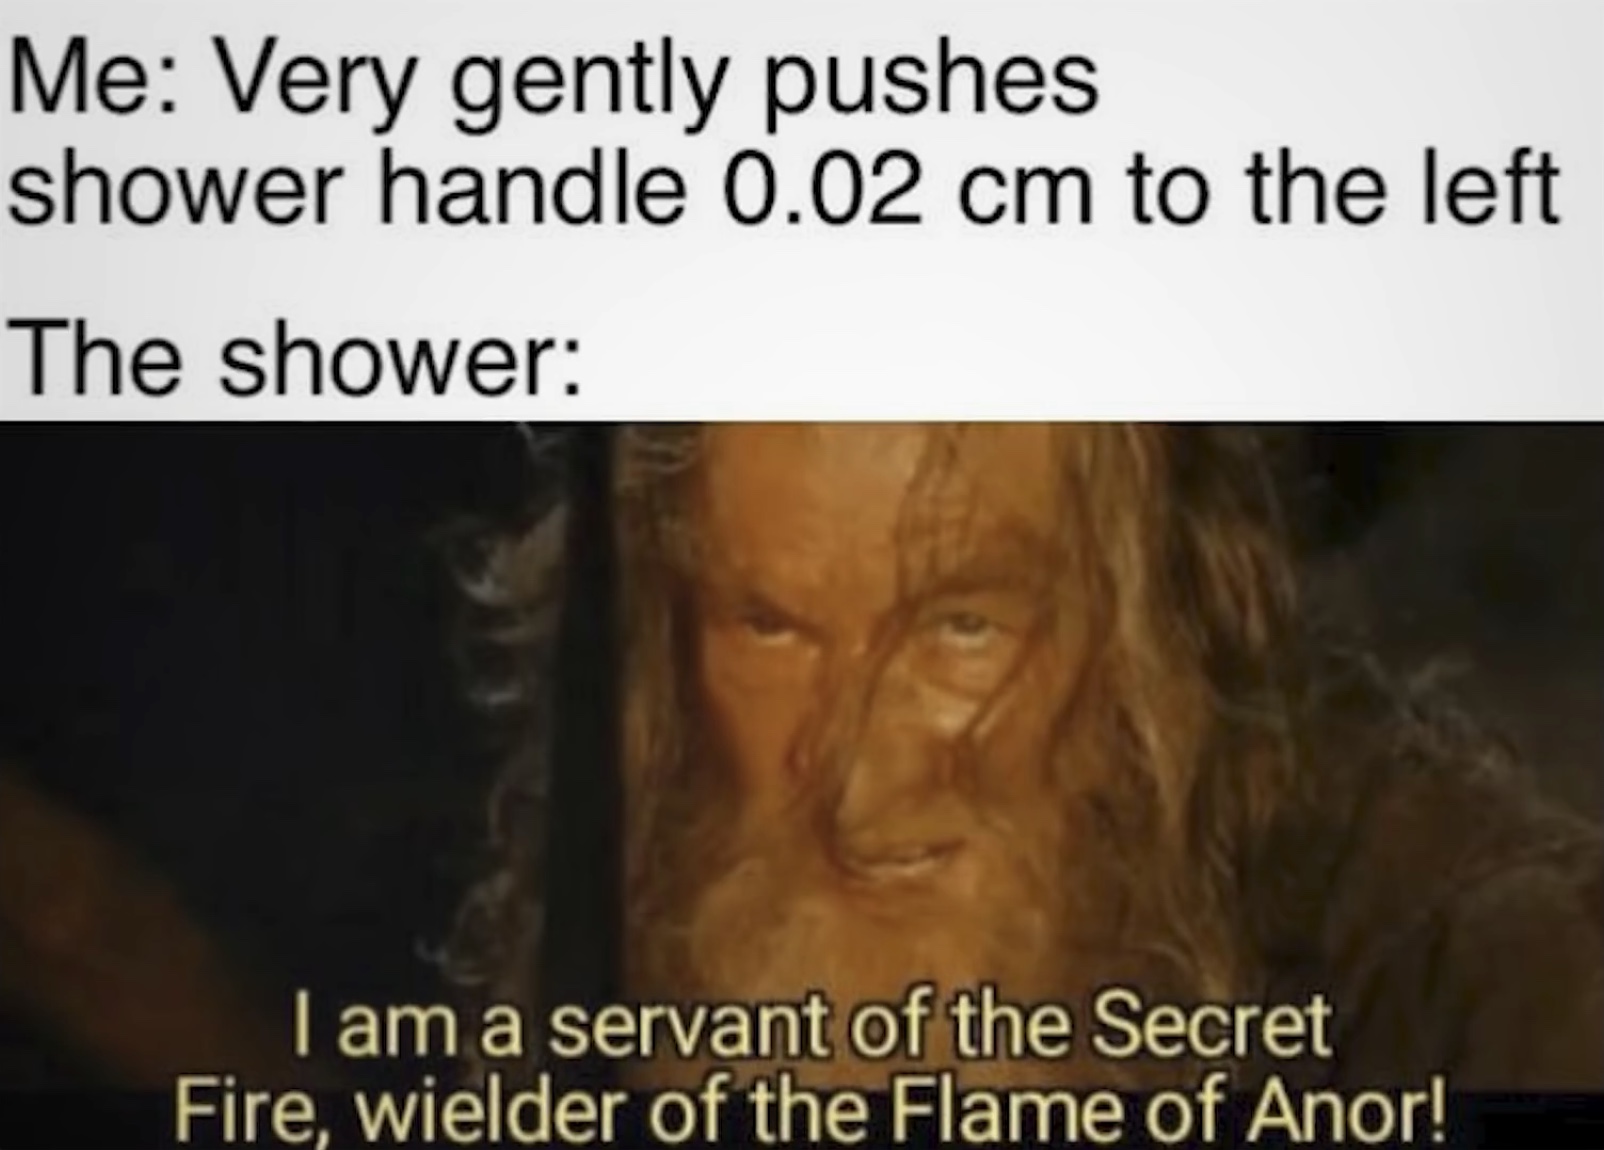 Me: Very gently pushes
shower handle 0.02 cm to the left
The shower:
I am a servant of the Secret
Fire, wielder of the Flame of Anor!